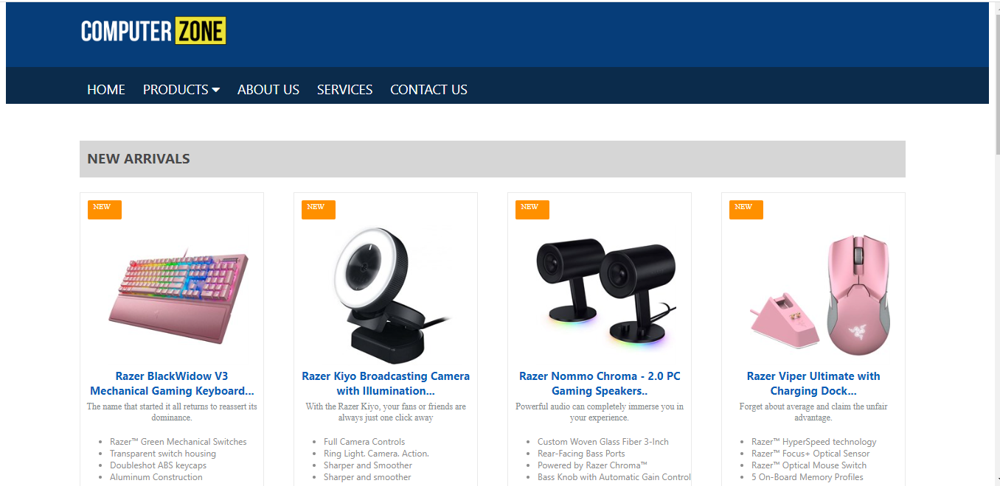 COMPUTER ZONE
HOME PRODUCTS ABOUT US SERVICES CONTACT US
NEW ARRIVALS
NEW
Razer BlackWidow V3
Mechanical Gaming Keyboard...
The name that started it all returns to reassert its
dominance.
Razer™ Green Mechanical Switches
Transparent switch housing
Doubleshot ABS keycaps
Aluminum Construction
NEW
Razer Kiyo Broadcasting Camera
with Illumination...
With the Razer Kiyo, your fans or friends are
always just one click away
Full Camera Controls
Ring Light. Camera. Action.
Sharper and Smoother
Sharper and smoother
NEW
Razer Nommo Chroma - 2.0 PC
Gaming Speakers..
Powerful audio can completely immerse you in
your experience.
Custom Woven Glass Fiber 3-Inch
Rear-Facing Bass Ports
Powered by Razer Chroma™
Bass Knob with Automatic Gain Control
NEW
Razer Viper Ultimate with
Charging Dock...
Forget about average and claim the unfair
advantage.
Razer™ HyperSpeed technology
Razer™ Focus+ Optical Sensor
Razer™ Optical Mouse Switch
5 On-Board Memory Profiles